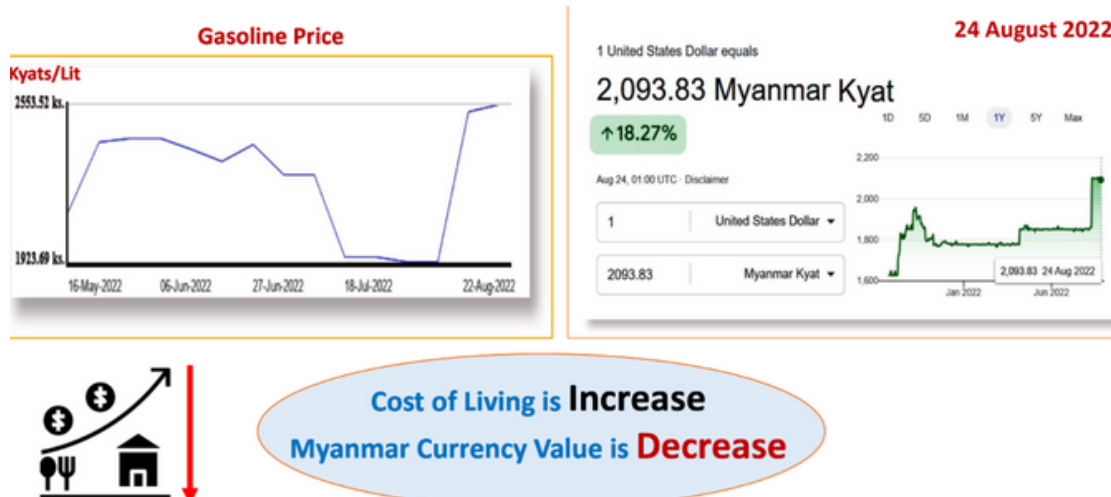 Gasoline Price
Kyats/Lit
2553.52 ks.
1923.69 ks.
16-May-2022 06-Jun-2022 27-Jun-2022 18-Jul-2022 22-Aug-2022
24 August 2022
1 United States Dollar equals
2,093.83 Myanmar Kyat
↑18.27%
Aug 24, 01:00 UTC · Disclaimer
1 United States Dollar
2093.83 Myanmar Kyat
1D 5D 1M 1Y 5Y Max
2,200
2,000
1,800
1,600
2,093.83 24 Aug 2022
Jan 2022 Jun 2022
Cost of Living is Increase
Myanmar Currency Value is Decrease